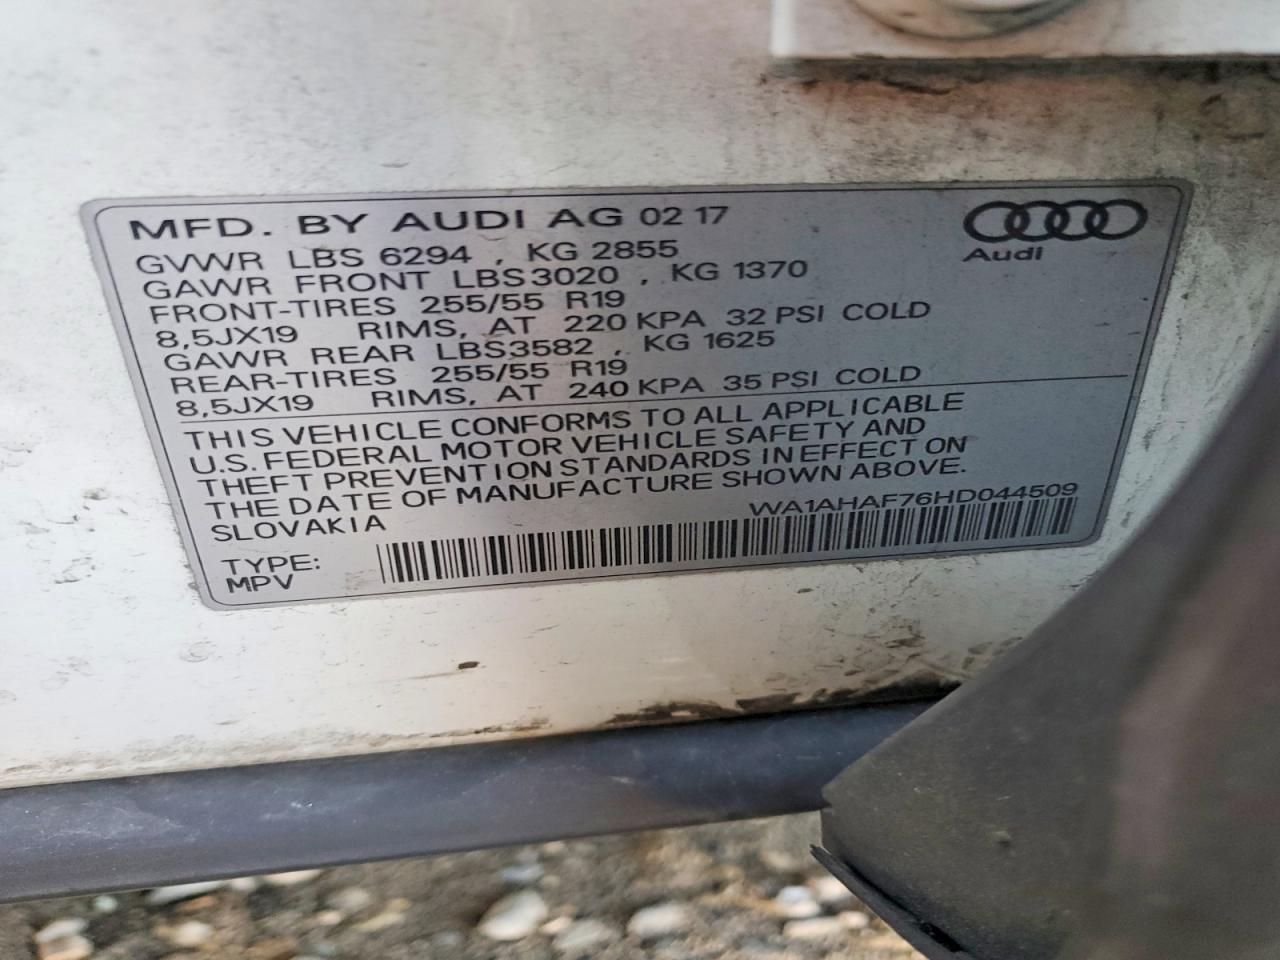 MFD. BY AUDI AG 02 17
Audi
GVWR LBS 6294 , KG 2855
GAWR FRONT LBS3020 , KG 1370
FRONT-TIRES 255/55 R19
8,5JX19 RIMS, AT 220 KPA 32 PSI COLD
GAWR REAR LBS3582 , KG 1625
REAR-TIRES 255/55 R19
8,5JX19 RIMS, AT 240 KPA 35 PSI COLD
THIS VEHICLE CONFORMS TO ALL APPLICABLE
U.S. FEDERAL MOTOR VEHICLE SAFETY AND
THEFT PREVENTION STANDARDS IN EFFECT ON
THE DATE OF MANUFACTURE SHOWN ABOVE.
SLOVAKIA
WA1AHAF76HD044509
TYPE:
MPV